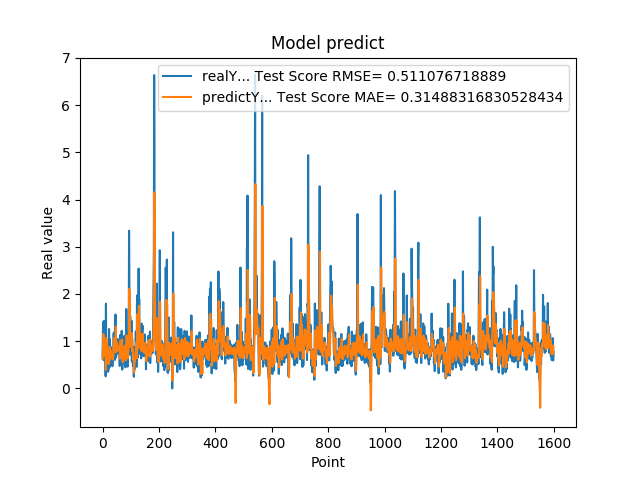 Model predict
realY... Test Score RMSE= 0.511076718889
predictY... Test Score MAE= 0.31488316830528434
7
6
5
4
3
2
1
0
Real value
0 200 400 600 800 1000 1200 1400 1600
Point